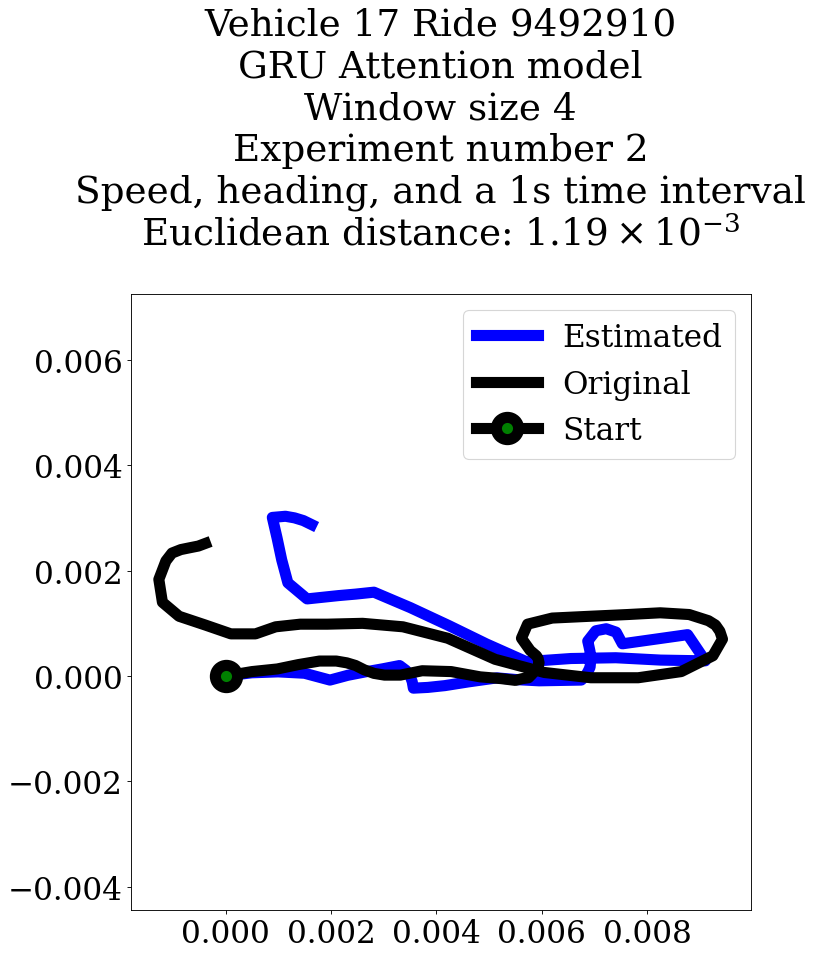 Vehicle 17 Ride 9492910
GRU Attention model
Window size 4
Experiment number 2
Speed, heading, and a 1s time interval
Euclidean distance: 1.19 × 10⁻³
Estimated
Original
Start
0.006
0.004
0.002
0.000
−0.002
−0.004
0.000 0.002 0.004 0.006 0.008